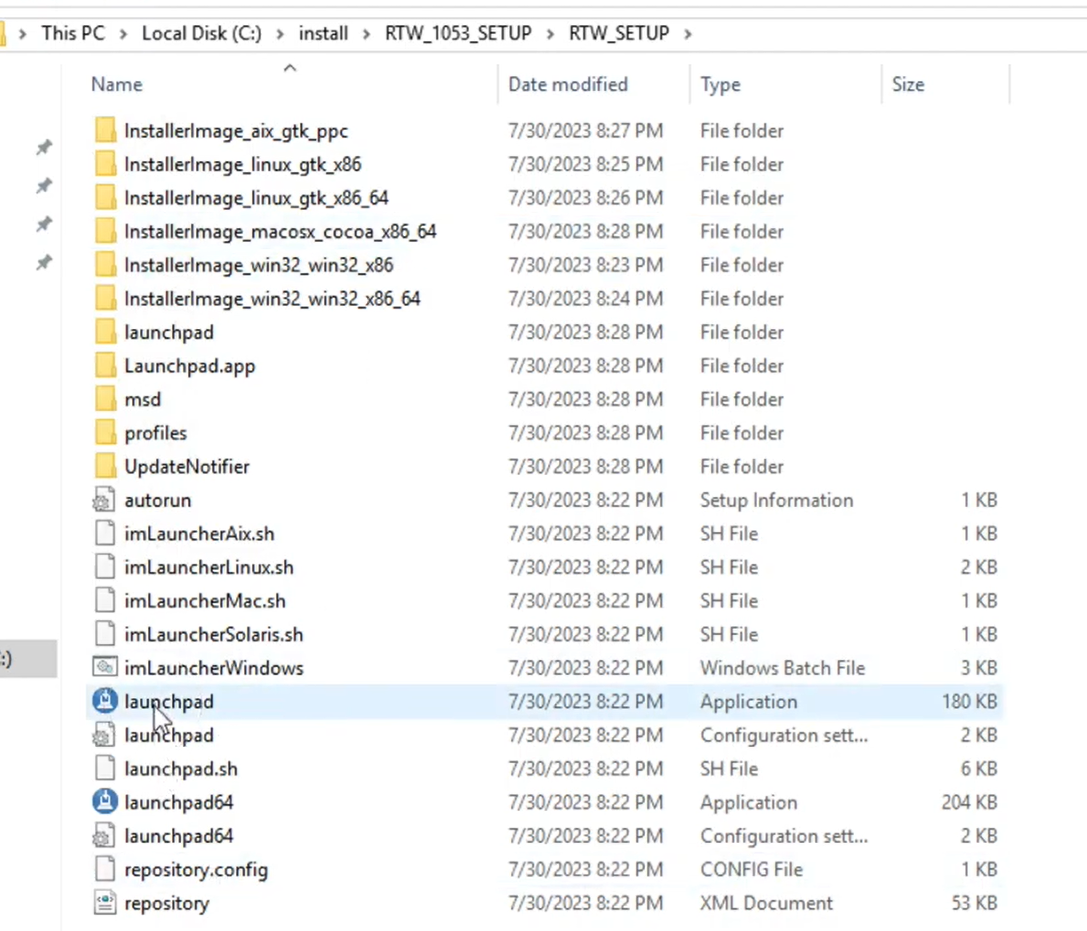 This PC > Local Disk (C:) > install > RTW_1053_SETUP > RTW_SETUP >
Name Date modified Type Size
InstallerImage_aix_gtk_ppc 7/30/2023 8:27 PM File folder
InstallerImage_linux_gtk_x86 7/30/2023 8:25 PM File folder
InstallerImage_linux_gtk_x86_64 7/30/2023 8:26 PM File folder
InstallerImage_macosx_cocoa_x86_64 7/30/2023 8:28 PM File folder
InstallerImage_win32_win32_x86 7/30/2023 8:23 PM File folder
InstallerImage_win32_win32_x86_64 7/30/2023 8:24 PM File folder
launchpad 7/30/2023 8:28 PM File folder
Launchpad.app 7/30/2023 8:28 PM File folder
msd 7/30/2023 8:28 PM File folder
profiles 7/30/2023 8:28 PM File folder
UpdateNotifier 7/30/2023 8:28 PM File folder
autorun 7/30/2023 8:22 PM Setup Information 1 KB
imLauncherAix.sh 7/30/2023 8:22 PM SH File 1 KB
imLauncherLinux.sh 7/30/2023 8:22 PM SH File 2 KB
imLauncherMac.sh 7/30/2023 8:22 PM SH File 1 KB
imLauncherSolaris.sh 7/30/2023 8:22 PM SH File 1 KB
:) imLauncherWindows 7/30/2023 8:22 PM Windows Batch File 3 KB
launchpad 7/30/2023 8:22 PM Application 180 KB
launchpad 7/30/2023 8:22 PM Configuration sett... 2 KB
launchpad.sh 7/30/2023 8:22 PM SH File 6 KB
launchpad64 7/30/2023 8:22 PM Application 204 KB
launchpad64 7/30/2023 8:22 PM Configuration sett... 2 KB
repository.config 7/30/2023 8:22 PM CONFIG File 1 KB
repository 7/30/2023 8:22 PM XML Document 53 KB